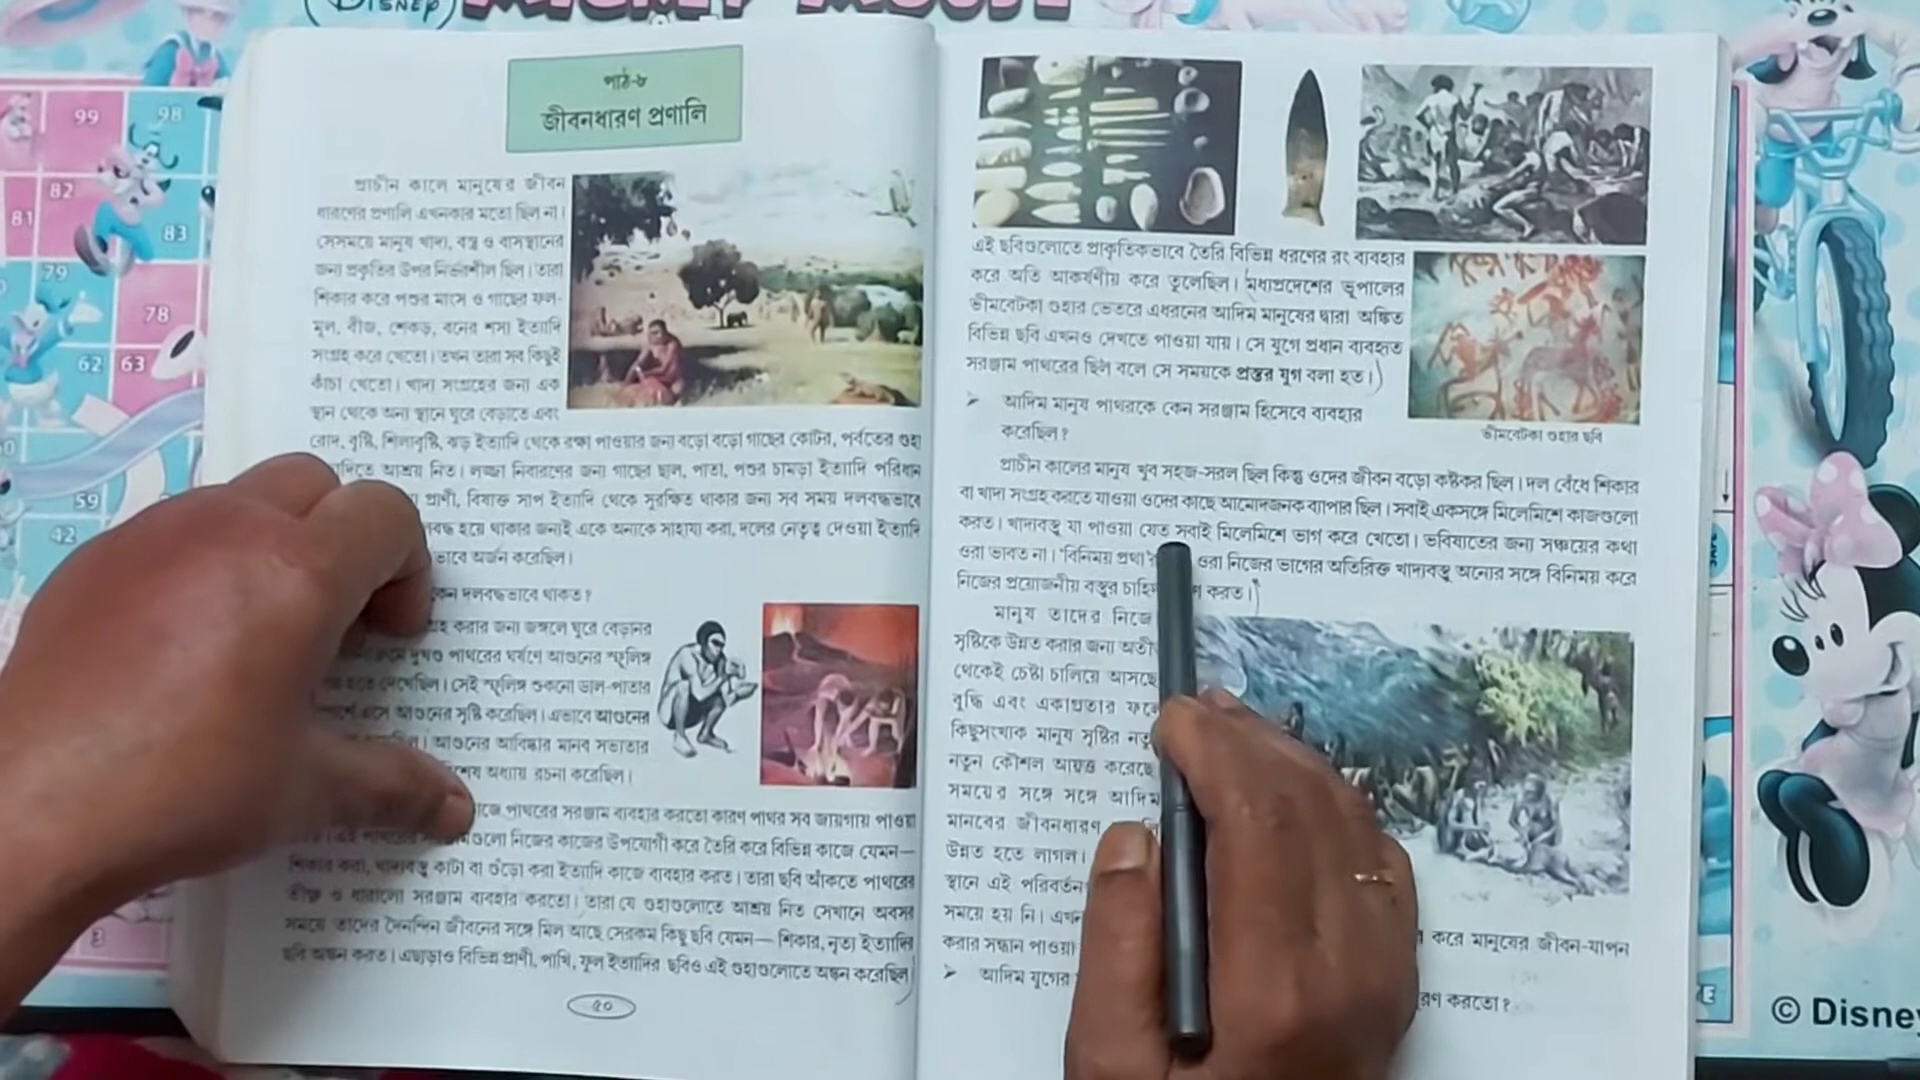 DISNEY
পাঠ-৮
জীবনধারণ প্রণালি
প্রাচীন কালে মানুষের জীবন
ধারণের প্রণালি এখনকার মতো ছিল না।
সেসময়ে মানুষ খাদ্য, বস্ত্র ও বাসস্থানের
জন্য প্রকৃতির উপর নির্ভরশীল ছিল। তারা
শিকার করে পশুর মাংস ও গাছের ফল-
মূল, বীজ, শেকড়, বনের শস্য ইত্যাদি
সংগ্রহ করে খেতো। তখন তারা সব কিছুই
কাঁচা খেতো। খাদ্য সংগ্রহের জন্য এক
স্থান থেকে অন্য স্থানে ঘুরে বেড়াতে এবং
রোদ, বৃষ্টি, শিলাবৃষ্টি, ঝড় ইত্যাদি থেকে রক্ষা পাওয়ার জন্য বড়ো বড়ো গাছের কোটর, পর্বতের গুহা
আশ্রয় নিত। লজ্জা নিবারণের জন্য গাছের ছাল, পাতা, পশুর চামড়া ইত্যাদি পরিধান
প্রাণী, বিষাক্ত সাপ ইত্যাদি থেকে সুরক্ষিত থাকার জন্য সব সময় দলবদ্ধভাবে
হয়ে থাকার জন্যই একে অন্যকে সাহায্য করা, দলের নেতৃত্ব দেওয়া ইত্যাদি
ভাবে অর্জন করেছিল।
কেন দলবদ্ধভাবে থাকত?
করার জন্য জঙ্গলে ঘুরে বেড়ানর
দুখণ্ড পাথরের ঘর্ষণে আগুনের স্ফূলিঙ্গ
হতে দেখেছিল। সেই স্ফূলিঙ্গ শুকনো ডাল-পাতার
এসে আগুনের সৃষ্টি করেছিল। এভাবে আগুনের
আগুনের আবিষ্কার মানব সভ্যতার
বিশেষ অধ্যায় রচনা করেছিল।
পাথরের সরঞ্জাম ব্যবহার করতো কারণ পাথর সব জায়গায় পাওয়া
নিজের কাজের উপযোগী করে তৈরি করে বিভিন্ন কাজে যেমন—
শিকার করা, খাদ্যবস্তু কাটা বা গুঁড়ো করা ইত্যাদি কাজে ব্যবহার করত। তারা ছবি আঁকতে পাথরের
তীক্ষ্ণ ও ধারালো সরঞ্জাম ব্যবহার করতো। তারা যে গুহাগুলোতে আশ্রয় নিত সেখানে অবসর
সময়ে তাদের দৈনন্দিন জীবনের সঙ্গে মিল আছে সেরকম কিছু ছবি যেমন— শিকার, নৃত্য ইত্যাদির
ছবি অঙ্কন করত। এছাড়াও বিভিন্ন প্রাণী, পাখি, ফুল ইত্যাদির ছবিও এই গুহাগুলোতে অঙ্কন করেছিল
৫০
এই ছবিগুলোতে প্রাকৃতিকভাবে তৈরি বিভিন্ন ধরণের রং ব্যবহার
করে অতি আকর্ষণীয় করে তুলেছিল। মধ্যপ্রদেশের ভূপালের
ভীমবেটকা গুহার ভেতরে এধরনের আদিম মানুষের দ্বারা অঙ্কিত
বিভিন্ন ছবি এখনও দেখতে পাওয়া যায়। সে যুগে প্রধান ব্যবহৃত
সরঞ্জাম পাথরের ছিল বলে সে সময়কে প্রস্তর যুগ বলা হত।
➢ আদিম মানুষ পাথরকে কেন সরঞ্জাম হিসেবে ব্যবহার
করেছিল?
ভীমবেটকা গুহার ছবি
প্রাচীন কালের মানুষ খুব সহজ-সরল ছিল কিন্তু ওদের জীবন বড়ো কষ্টকর ছিল। দল বেঁধে শিকার
বা খাদ্য সংগ্রহ করতে যাওয়া ওদের কাছে আমোদজনক ব্যাপার ছিল। সবাই একসঙ্গে মিলেমিশে কাজগুলো
করত। খাদ্যবস্তু যা পাওয়া যেত সবাই মিলেমিশে ভাগ করে খেতো। ভবিষ্যতের জন্য সঞ্চয়ের কথা
ওরা ভাবত না। 'বিনিময় প্রথা' ওরা নিজের ভাগের অতিরিক্ত খাদ্যবস্তু অন্যের সঙ্গে বিনিময় করে
নিজের প্রয়োজনীয় বস্তুর করত।
মানুষ তাদের নিজে
সৃষ্টিকে উন্নত করার জন্য
থেকেই চেষ্টা চালিয়ে আসছে
বুদ্ধি এবং একাগ্রতার ফলে
কিছুসংখ্যক মানুষ সৃষ্টির
নতুন কৌশল আয়ত্ত করেছে
সময়ের সঙ্গে সঙ্গে আদিম
মানবের জীবনধারণ
উন্নত হতে লাগল।
স্থানে এই পরিবর্তন
সময়ে হয় নি।
করার সন্ধান পাওয়া করে মানুষের জীবন-যাপন
➢ আদিম যুগের করতো?
99 98
82
81 83
79
78
62 63
59
42
3
© Disney